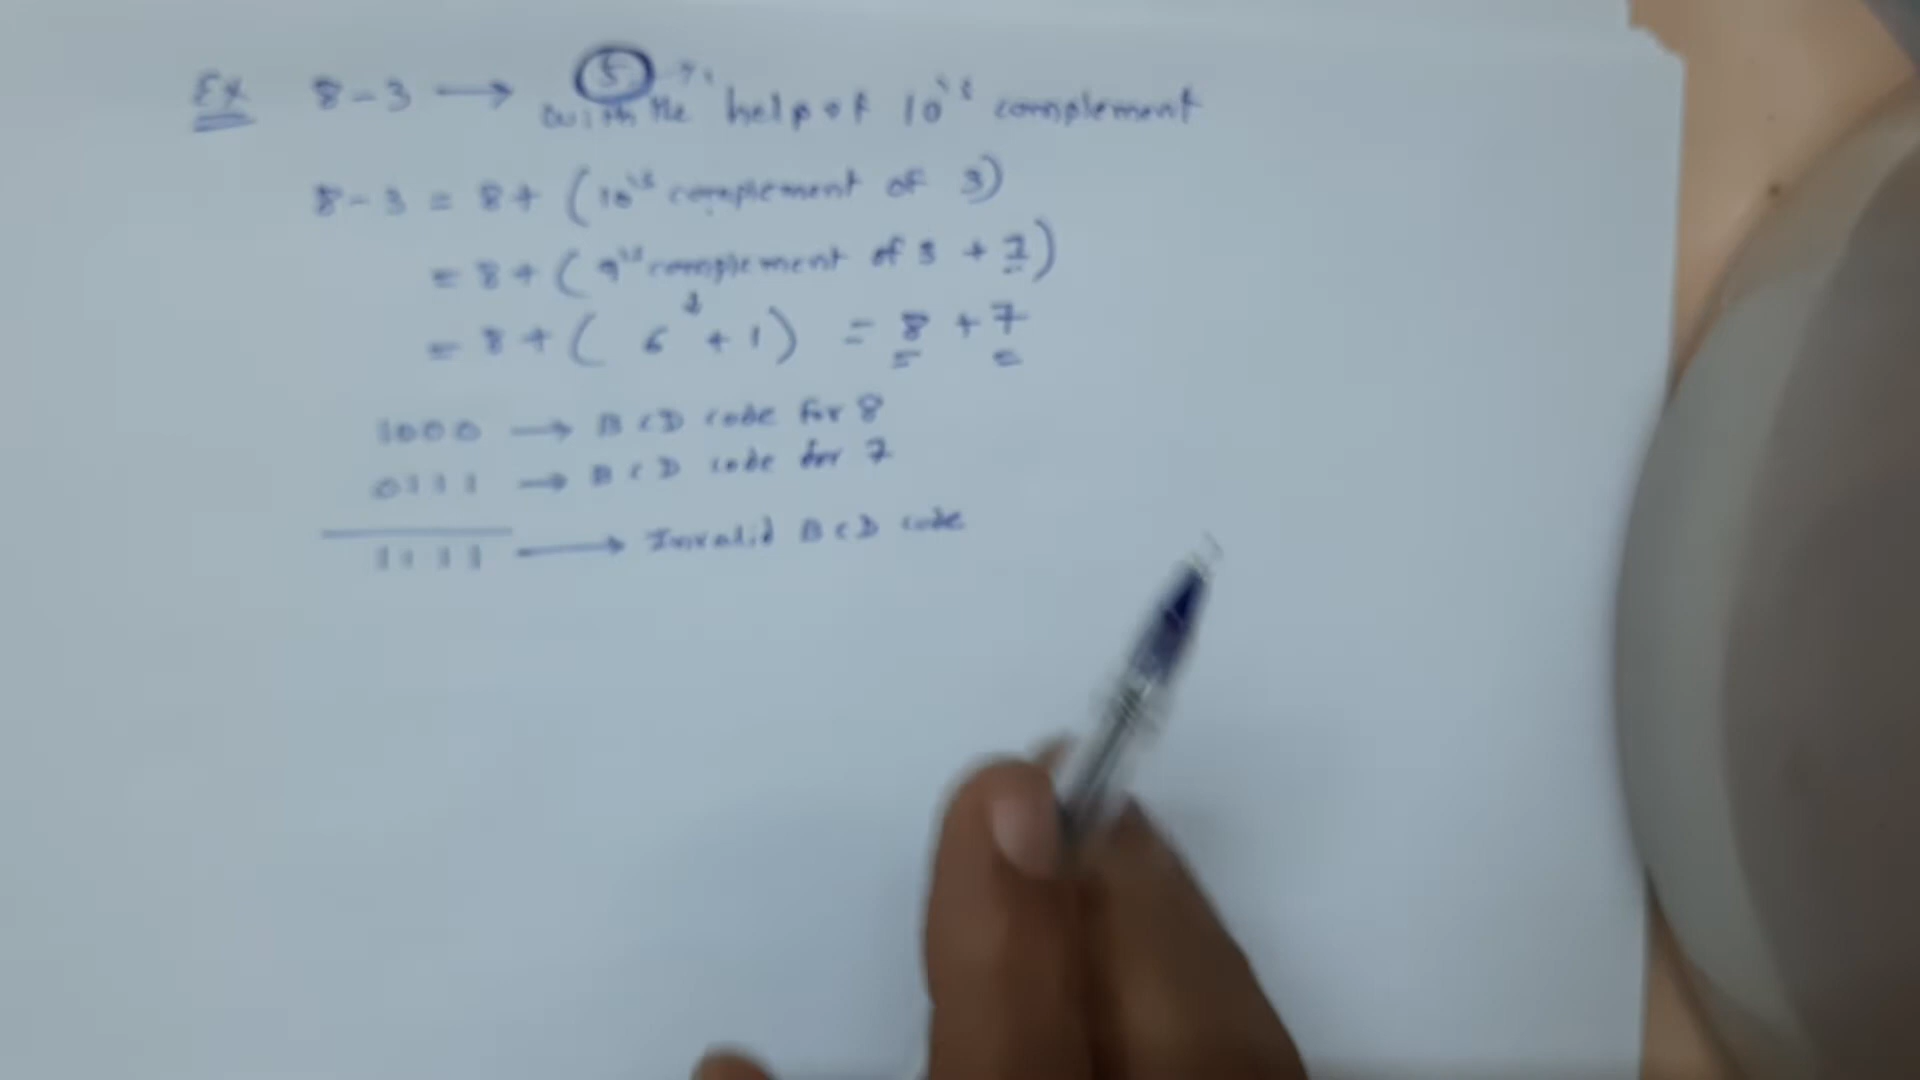 Ex 8-3 → 5 →
with the help of 10's complement
8-3 = 8+ (10's complement of 3)
= 8+ (9's complement of 3 + 1)
= 8+ ( 6 + 1) = 8 + 7
1000 → BCD code for 8
0111 → BCD code for 7
1111 → Invalid BCD code